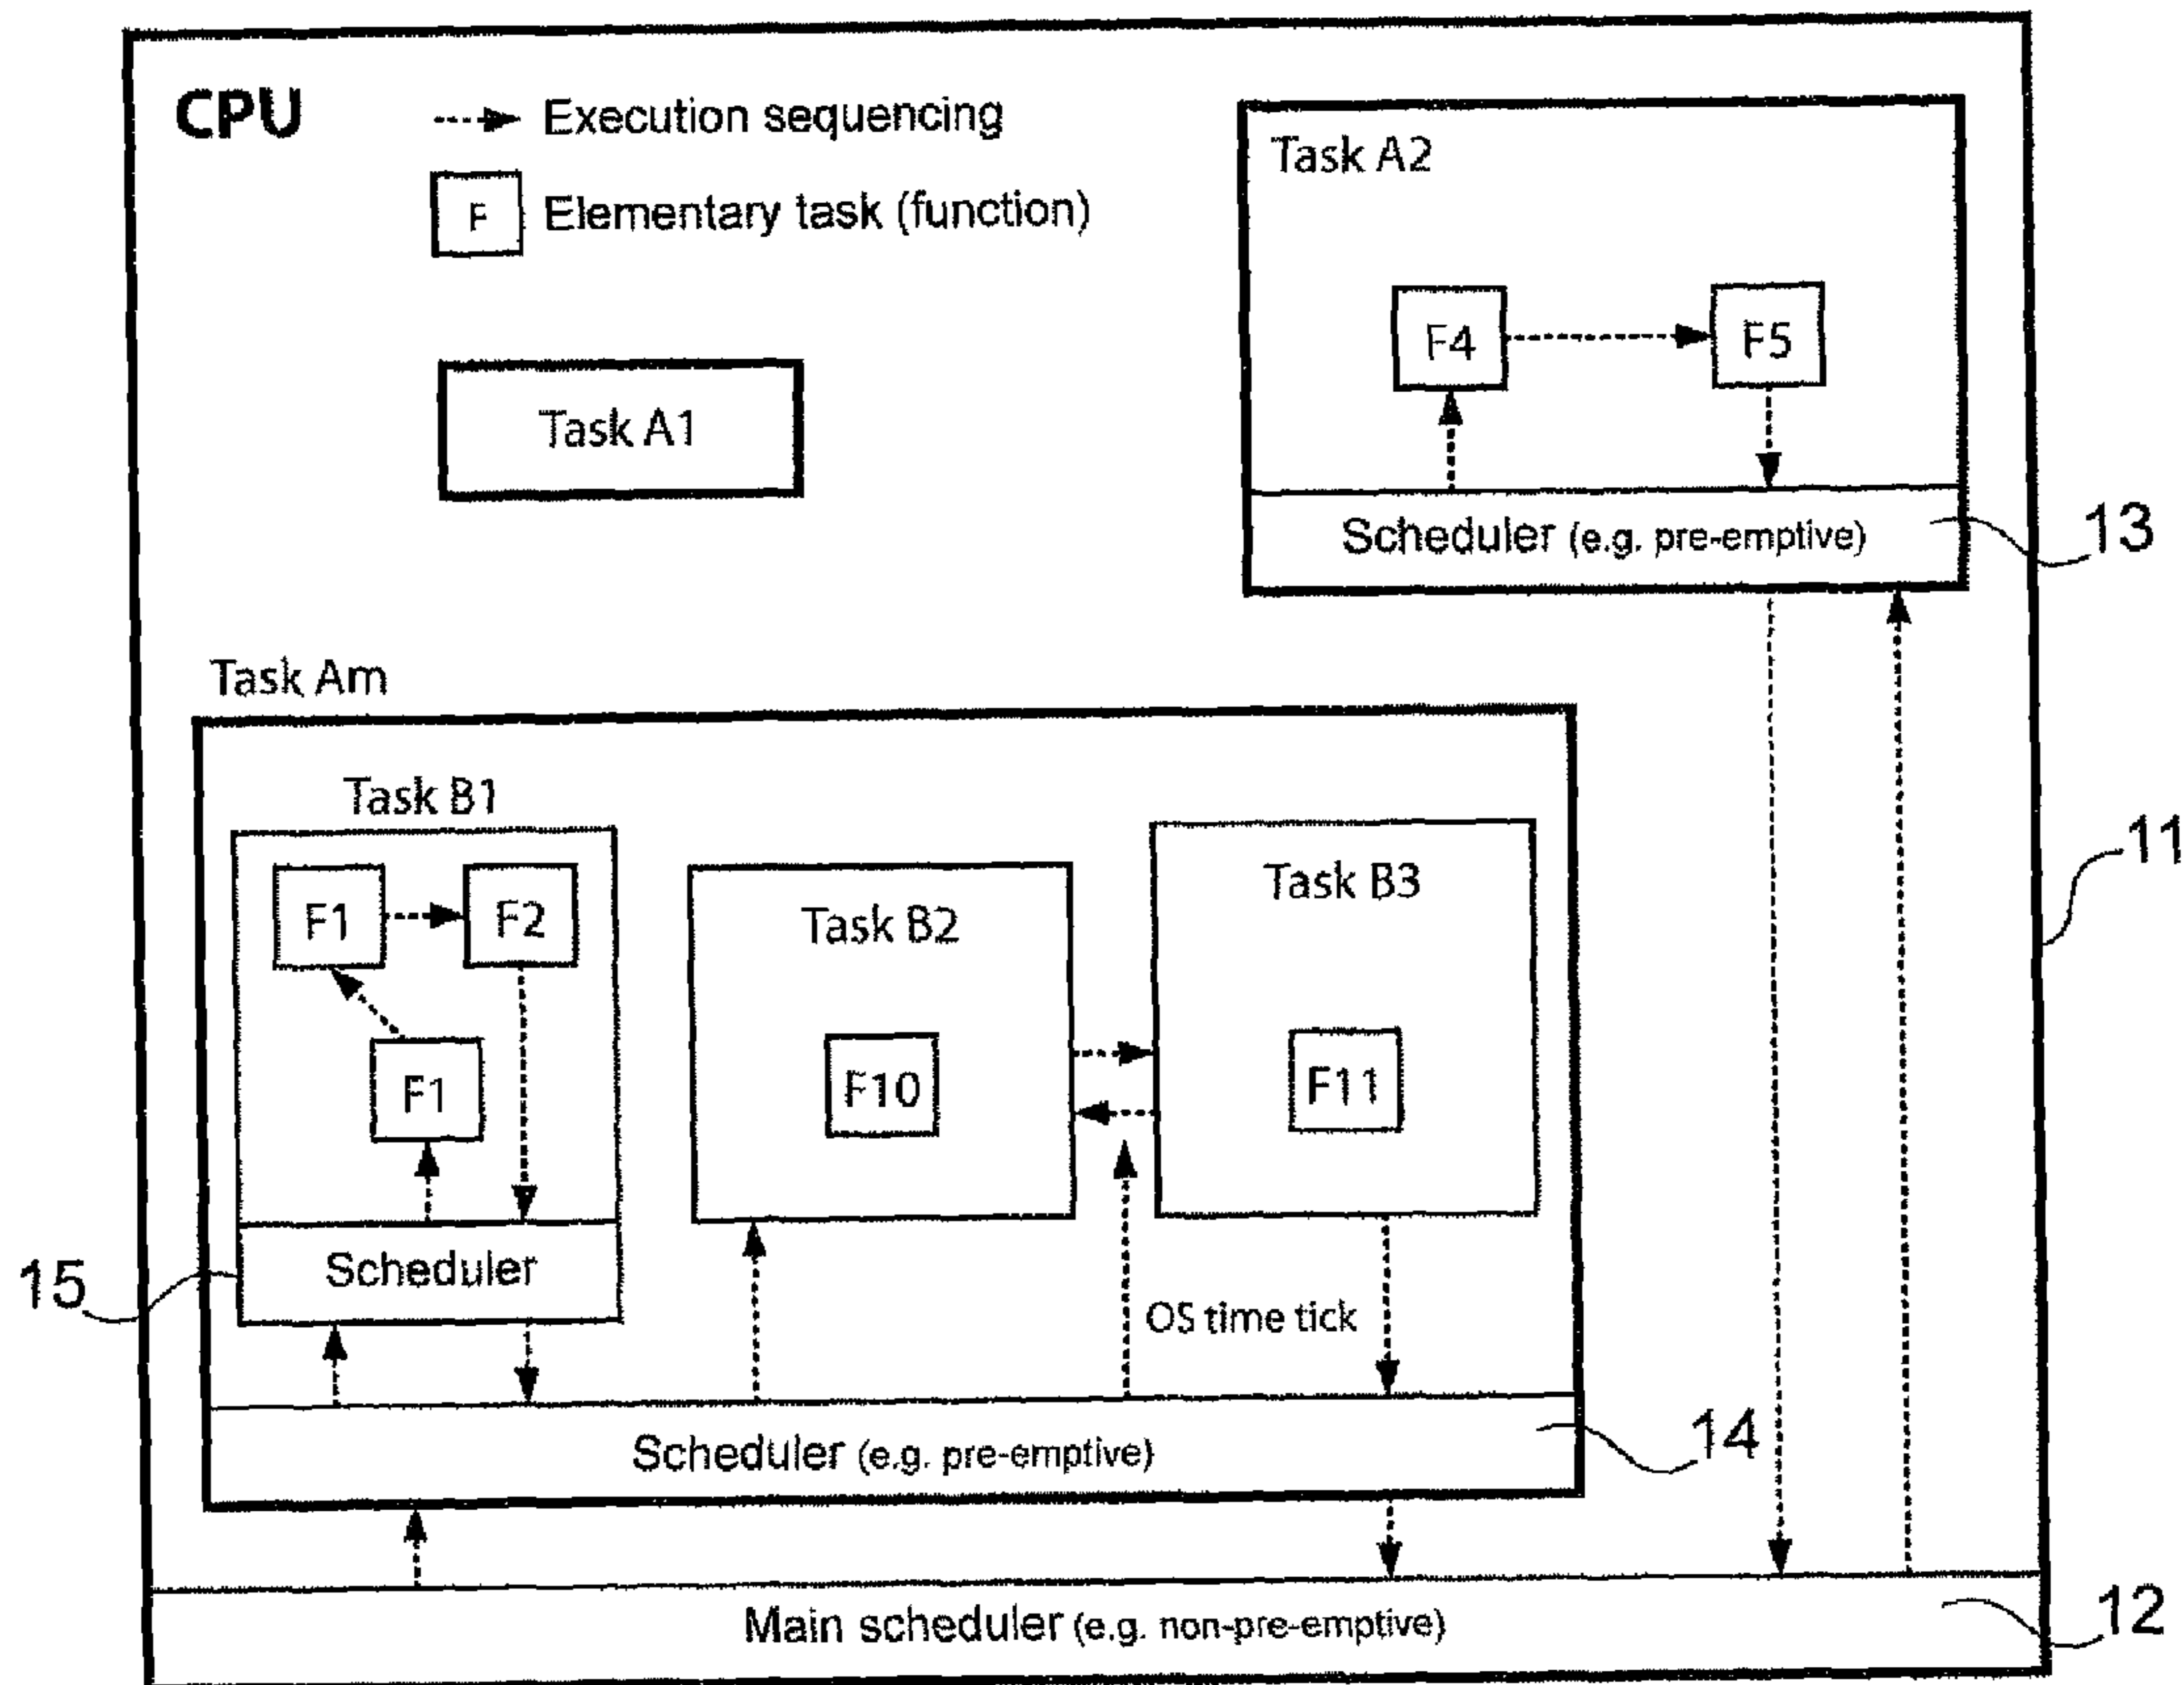 CPU
Execution sequencing
F
Elementary task (function)
Task A2
F4
F5
Task A1
Scheduler (e.g. pre-emptive)
13
Task Am
Task B1
F1
F2
F1
Task B2
F10
Task B3
F11
11
Scheduler
15
OS time tick
Scheduler (e.g. pre-emptive)
14
Main scheduler (e.g. non-pre-emptive)
12